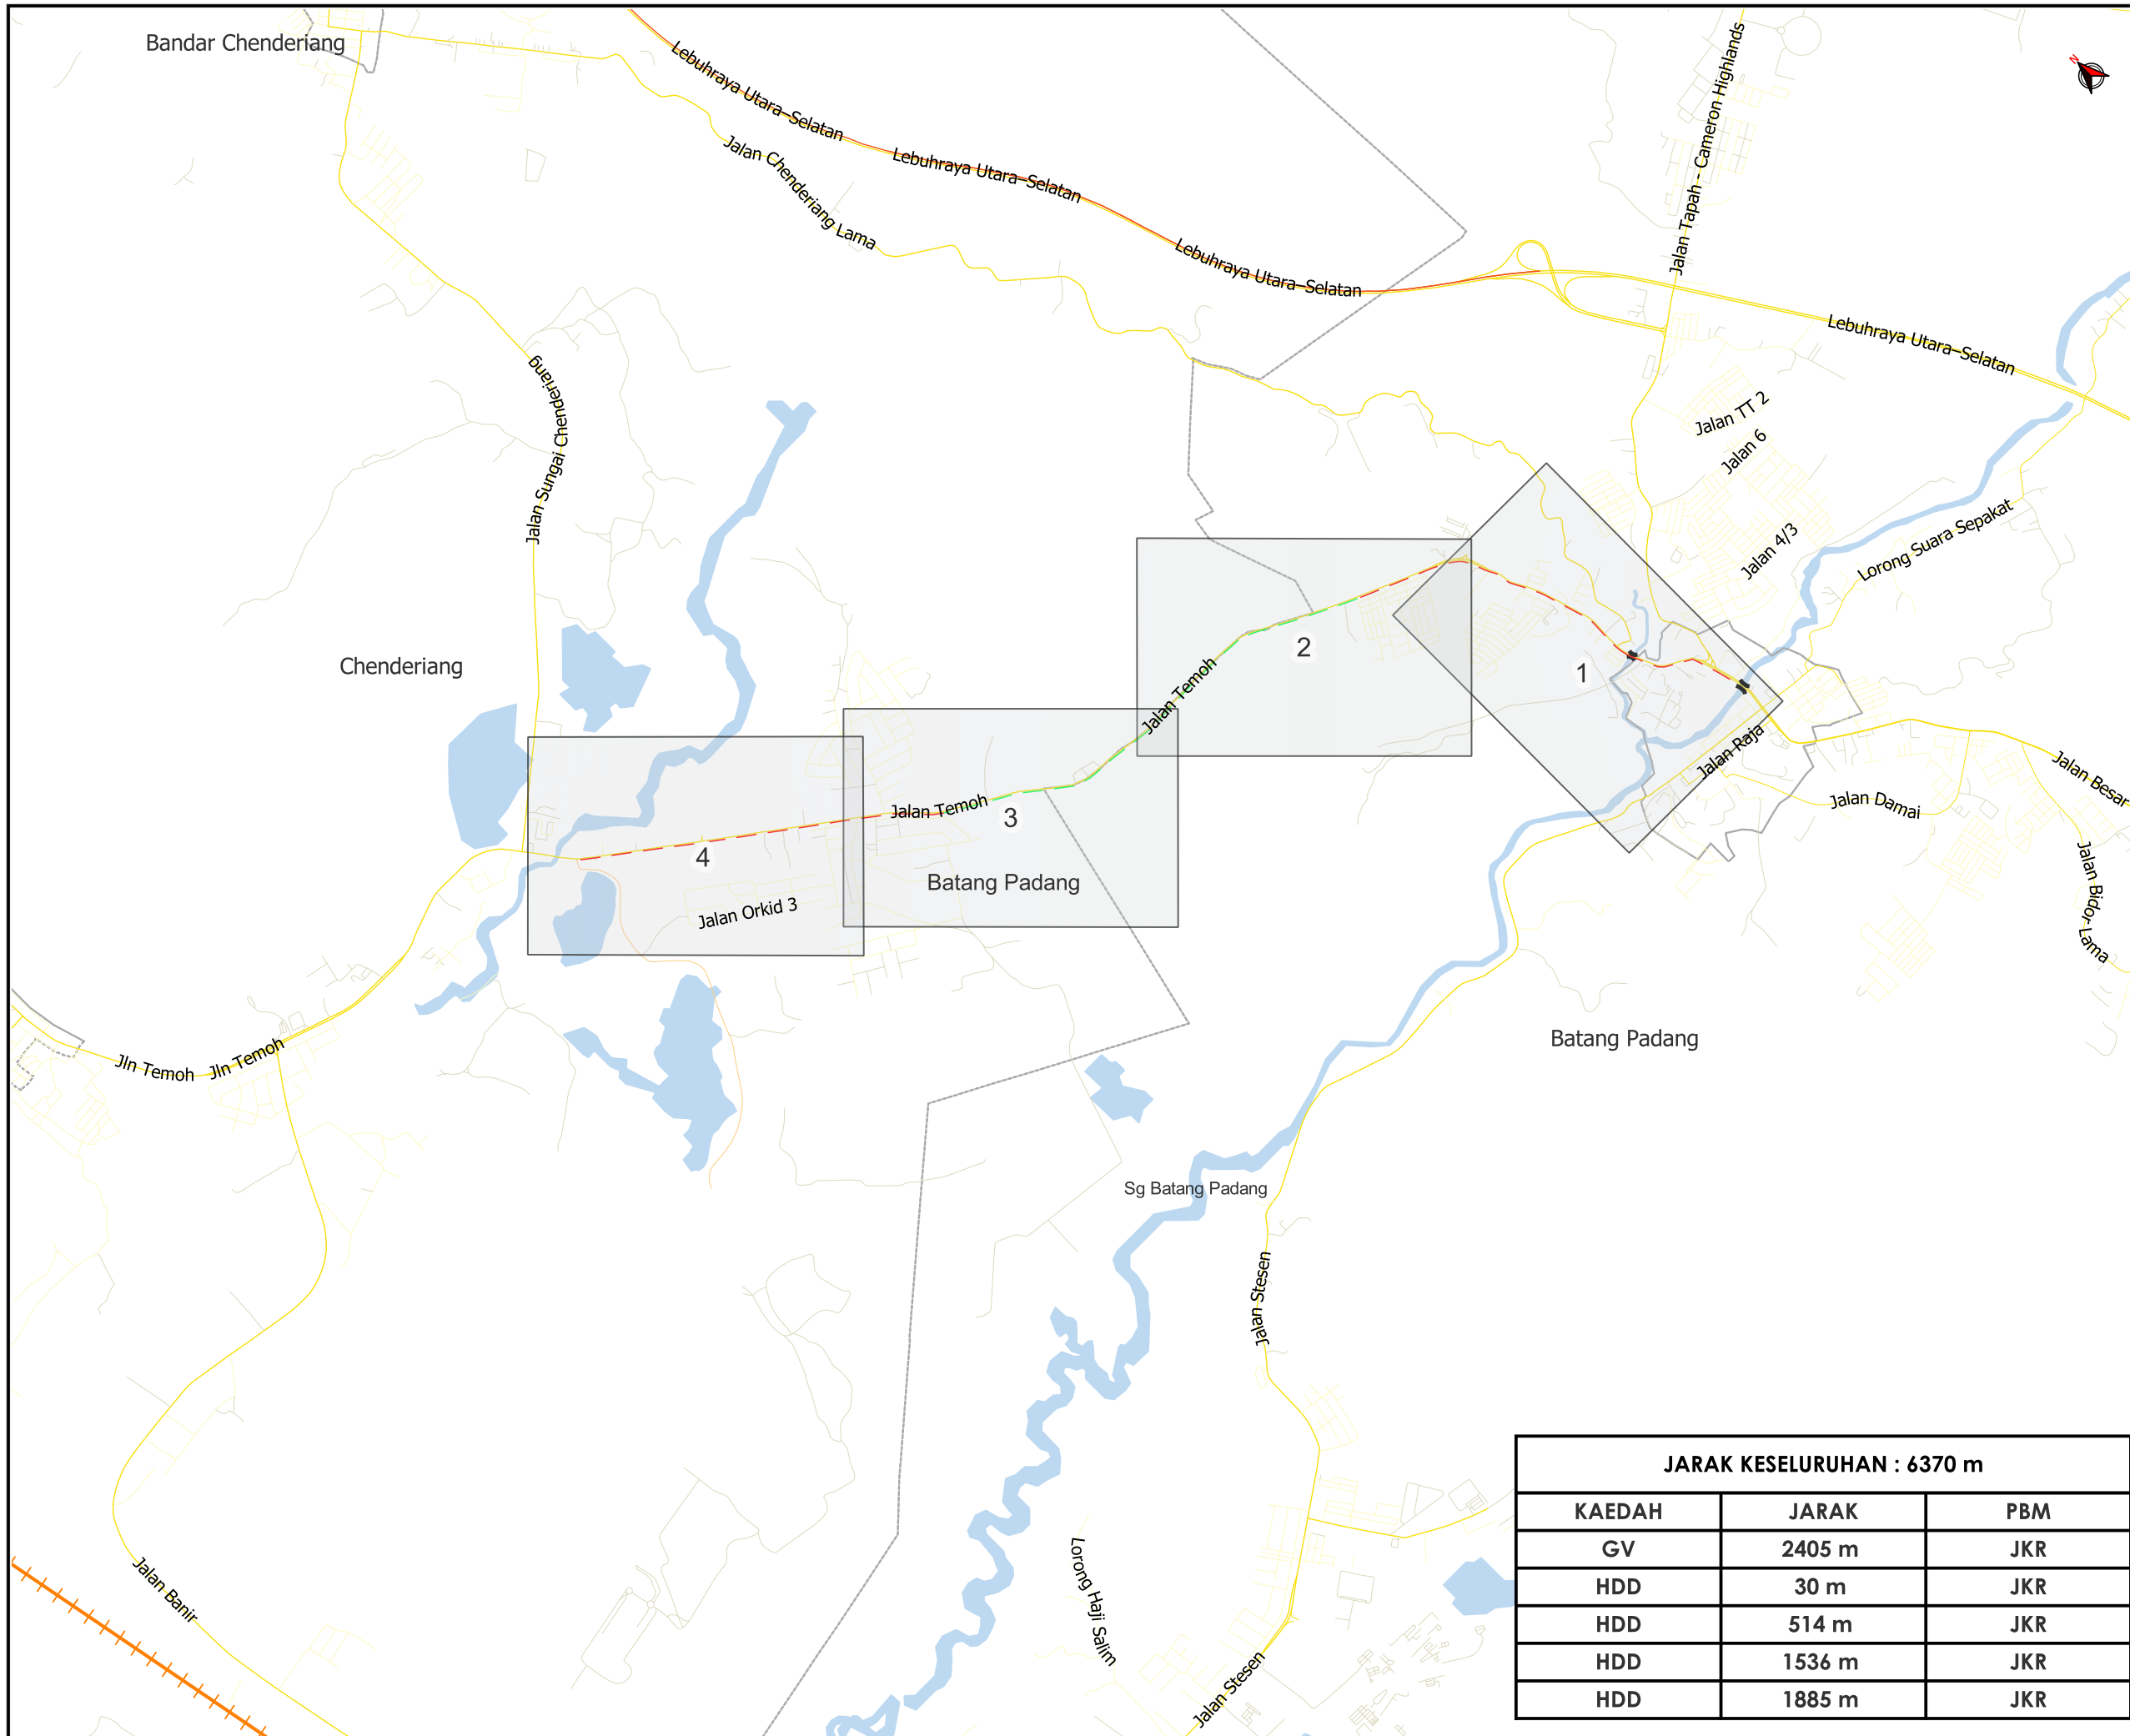 Bandar Chenderiang
Lebuhraya Utara-Selatan
Jalan Tapah - Cameron Highlands
N
Lebuhraya Utara-Selatan
Jalan Chenderiang Lama
Lebuhraya Utara-Selatan
Lebuhraya Utara-Selatan
Jalan Sungai Chenderiang
Jalan TT 2
Jalan 6
Jalan 4/3
Lorong Suara Sepakat
Chenderiang
2
1
Jalan Temoh
Jalan Raja
Jalan Besar
Jalan Damai
Jalan Temoh
3
4
Batang Padang
Jalan Orkid 3
Jalan Bidor Lama
Jln Temoh
Jln Temoh
Batang Padang
Sg Batang Padang
Jalan Stesen
Jalan Banir
Lorong Haji Salim
Jalan Stesen
JARAK KESELURUHAN : 6370 m
KAEDAH JARAK PBM
GV 2405 m JKR
HDD 30 m JKR
HDD 514 m JKR
HDD 1536 m JKR
HDD 1885 m JKR